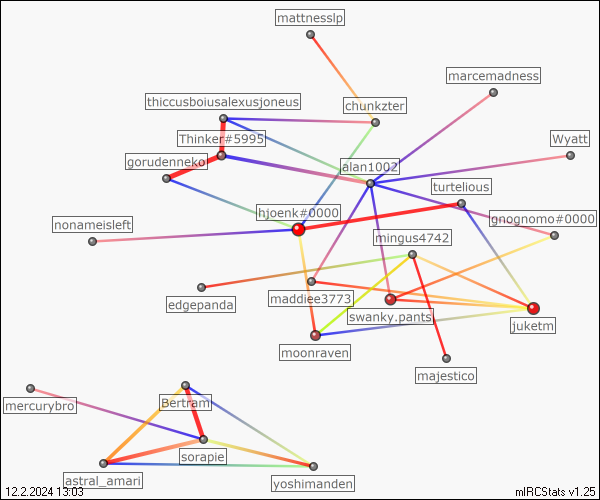 mattnesslp
marcemadness
thiccusboiusalexusjoneus
chunkzter
Thinker#5995
Wyatt
gorudenneko
alan1002
turtelious
hjoenk#0000
gnognomo#0000
nonameisleft
mingus4742
edgepanda
maddiee3773
swanky.pants
juketm
moonraven
majestico
mercurybro
Bertram
sorapie
astral_amari
yoshimanden
12.2.2024 13:03
mIRCStats v1.25